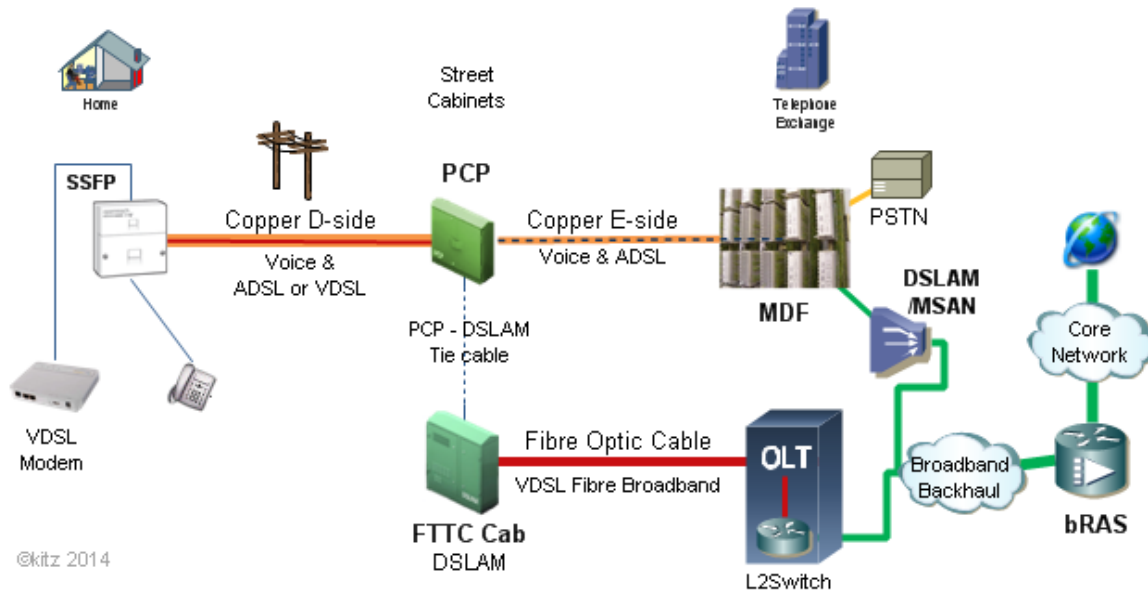 Home
Street
Cabinets
Telephone
Exchange
SSFP
PCP
PSTN
Copper D-side
Copper E-side
Voice &
ADSL or VDSL
Voice & ADSL
MDF
DSLAM
/MSAN
Core
Network
PCP - DSLAM
Tie cable
VDSL
Modem
Fibre Optic Cable
VDSL Fibre Broadband
OLT
Broadband
Backhaul
bRAS
FTTC Cab
DSLAM
L2Switch
©kitz 2014